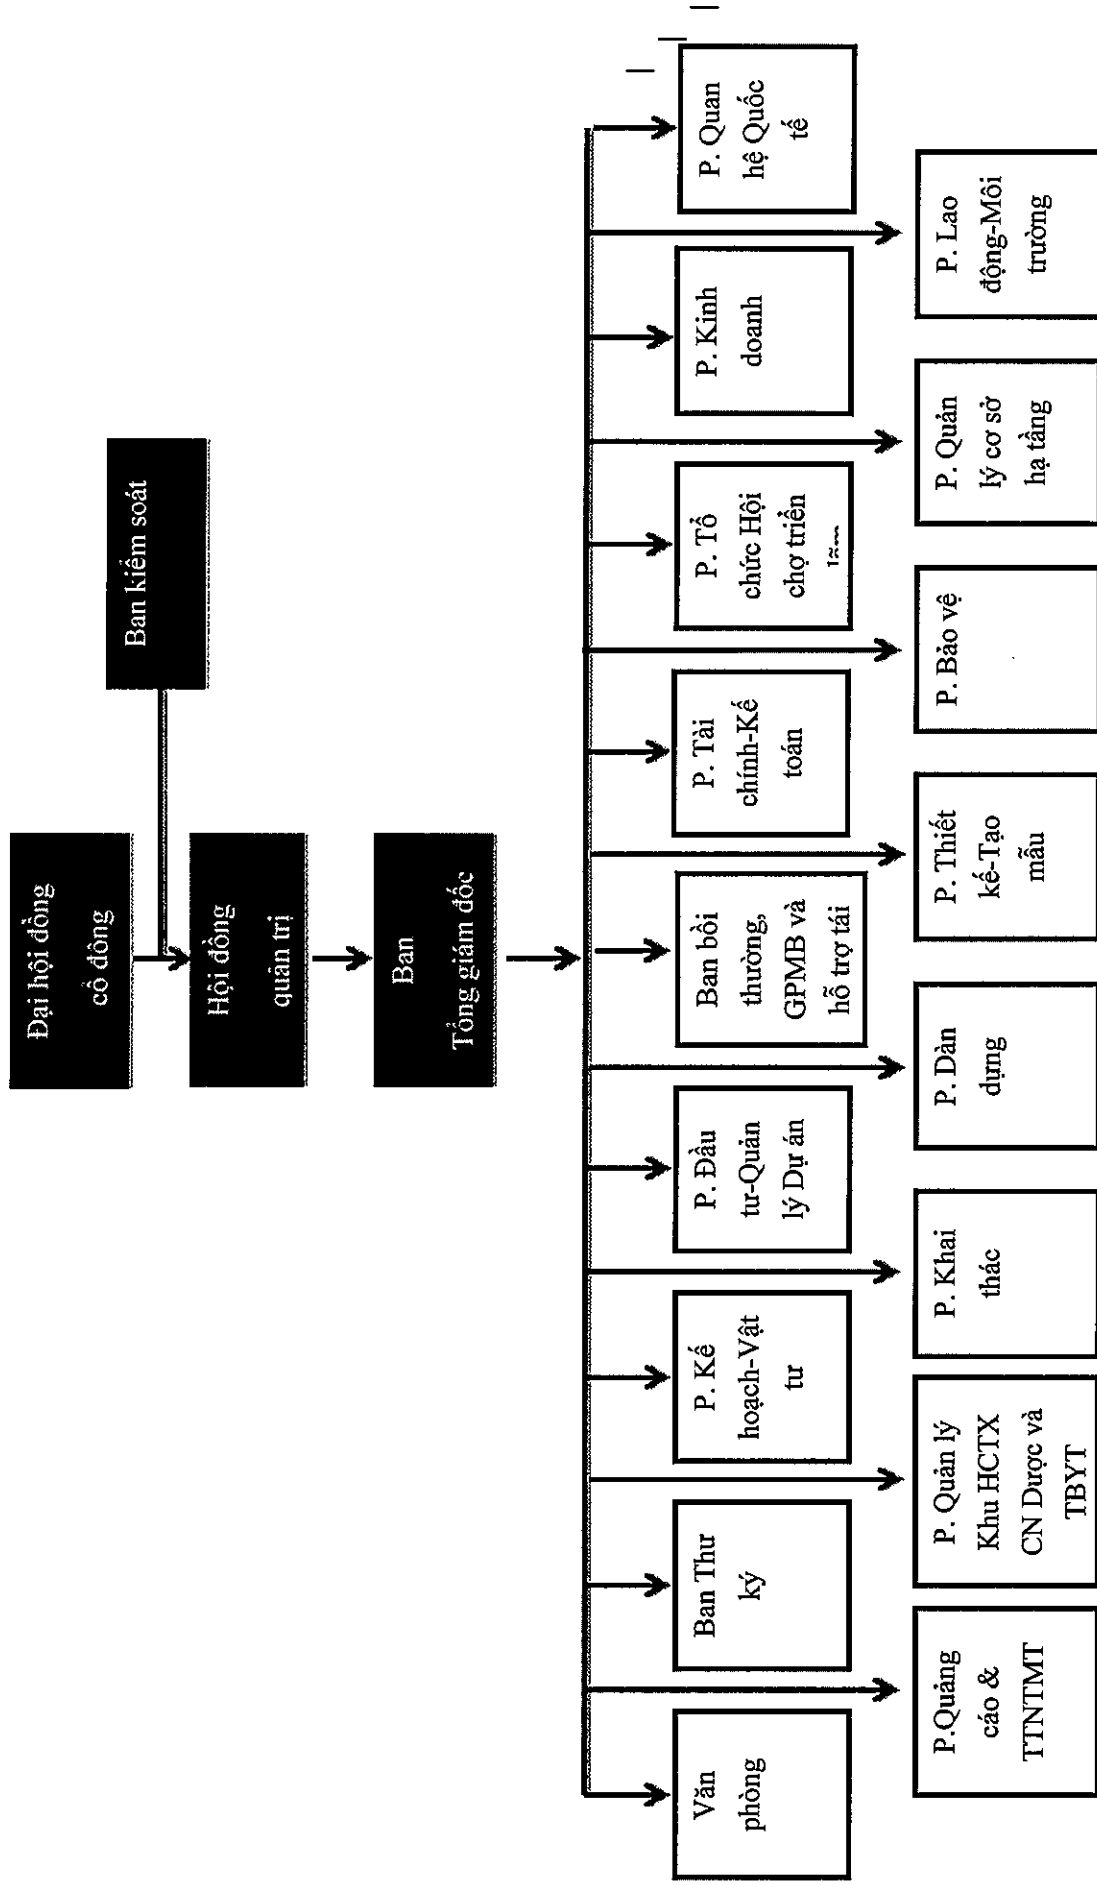 Đại hội đồng
cổ đông
Ban kiểm soát
Hội đồng
quản trị
Ban
Tổng giám đốc
Văn
phòng
Ban Thư
ký
P. Kế
hoạch-Vật
tư
P. Đầu
tư-Quản
lý Dự án
Ban bồi
thường,
GPMB và
hỗ trợ tái
P. Tài
chính-Kế
toán
P. Tổ
chức Hội
chợ triển
lãm
P. Kinh
doanh
P. Quan
hệ Quốc
tế
P.Quảng
cáo &
TTNTMT
P. Quản lý
Khu HCTX
CN Dược và
TBYT
P. Khai
thác
P. Dàn
dựng
P. Thiết
kế-Tạo
mẫu
P. Bảo vệ
P. Quản
lý cơ sở
hạ tầng
P. Lao
động-Môi
trường